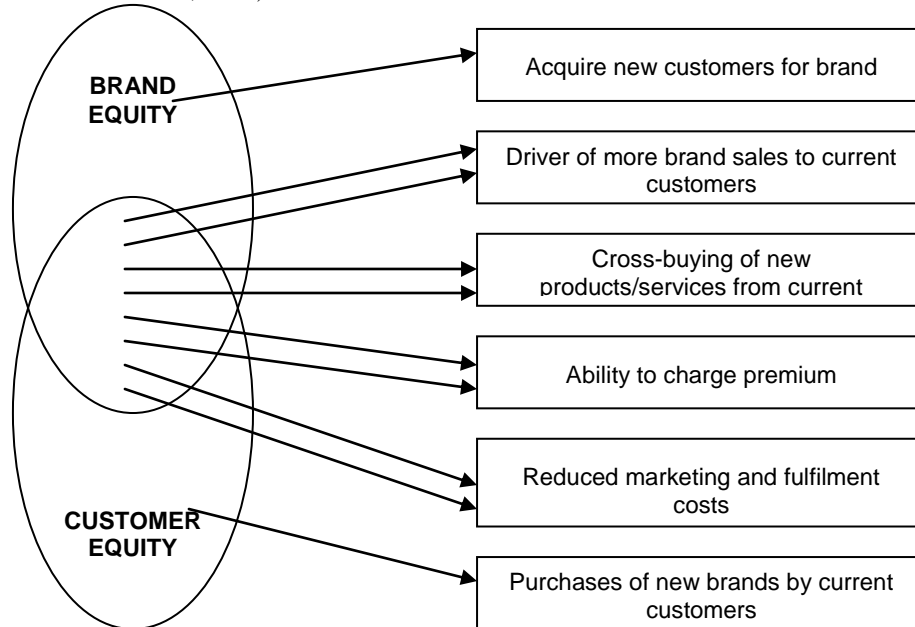 BRAND
EQUITY
Acquire new customers for brand
Driver of more brand sales to current
customers
Cross-buying of new
products/services from current
Ability to charge premium
Reduced marketing and fulfilment
costs
CUSTOMER
EQUITY
Purchases of new brands by current
customers